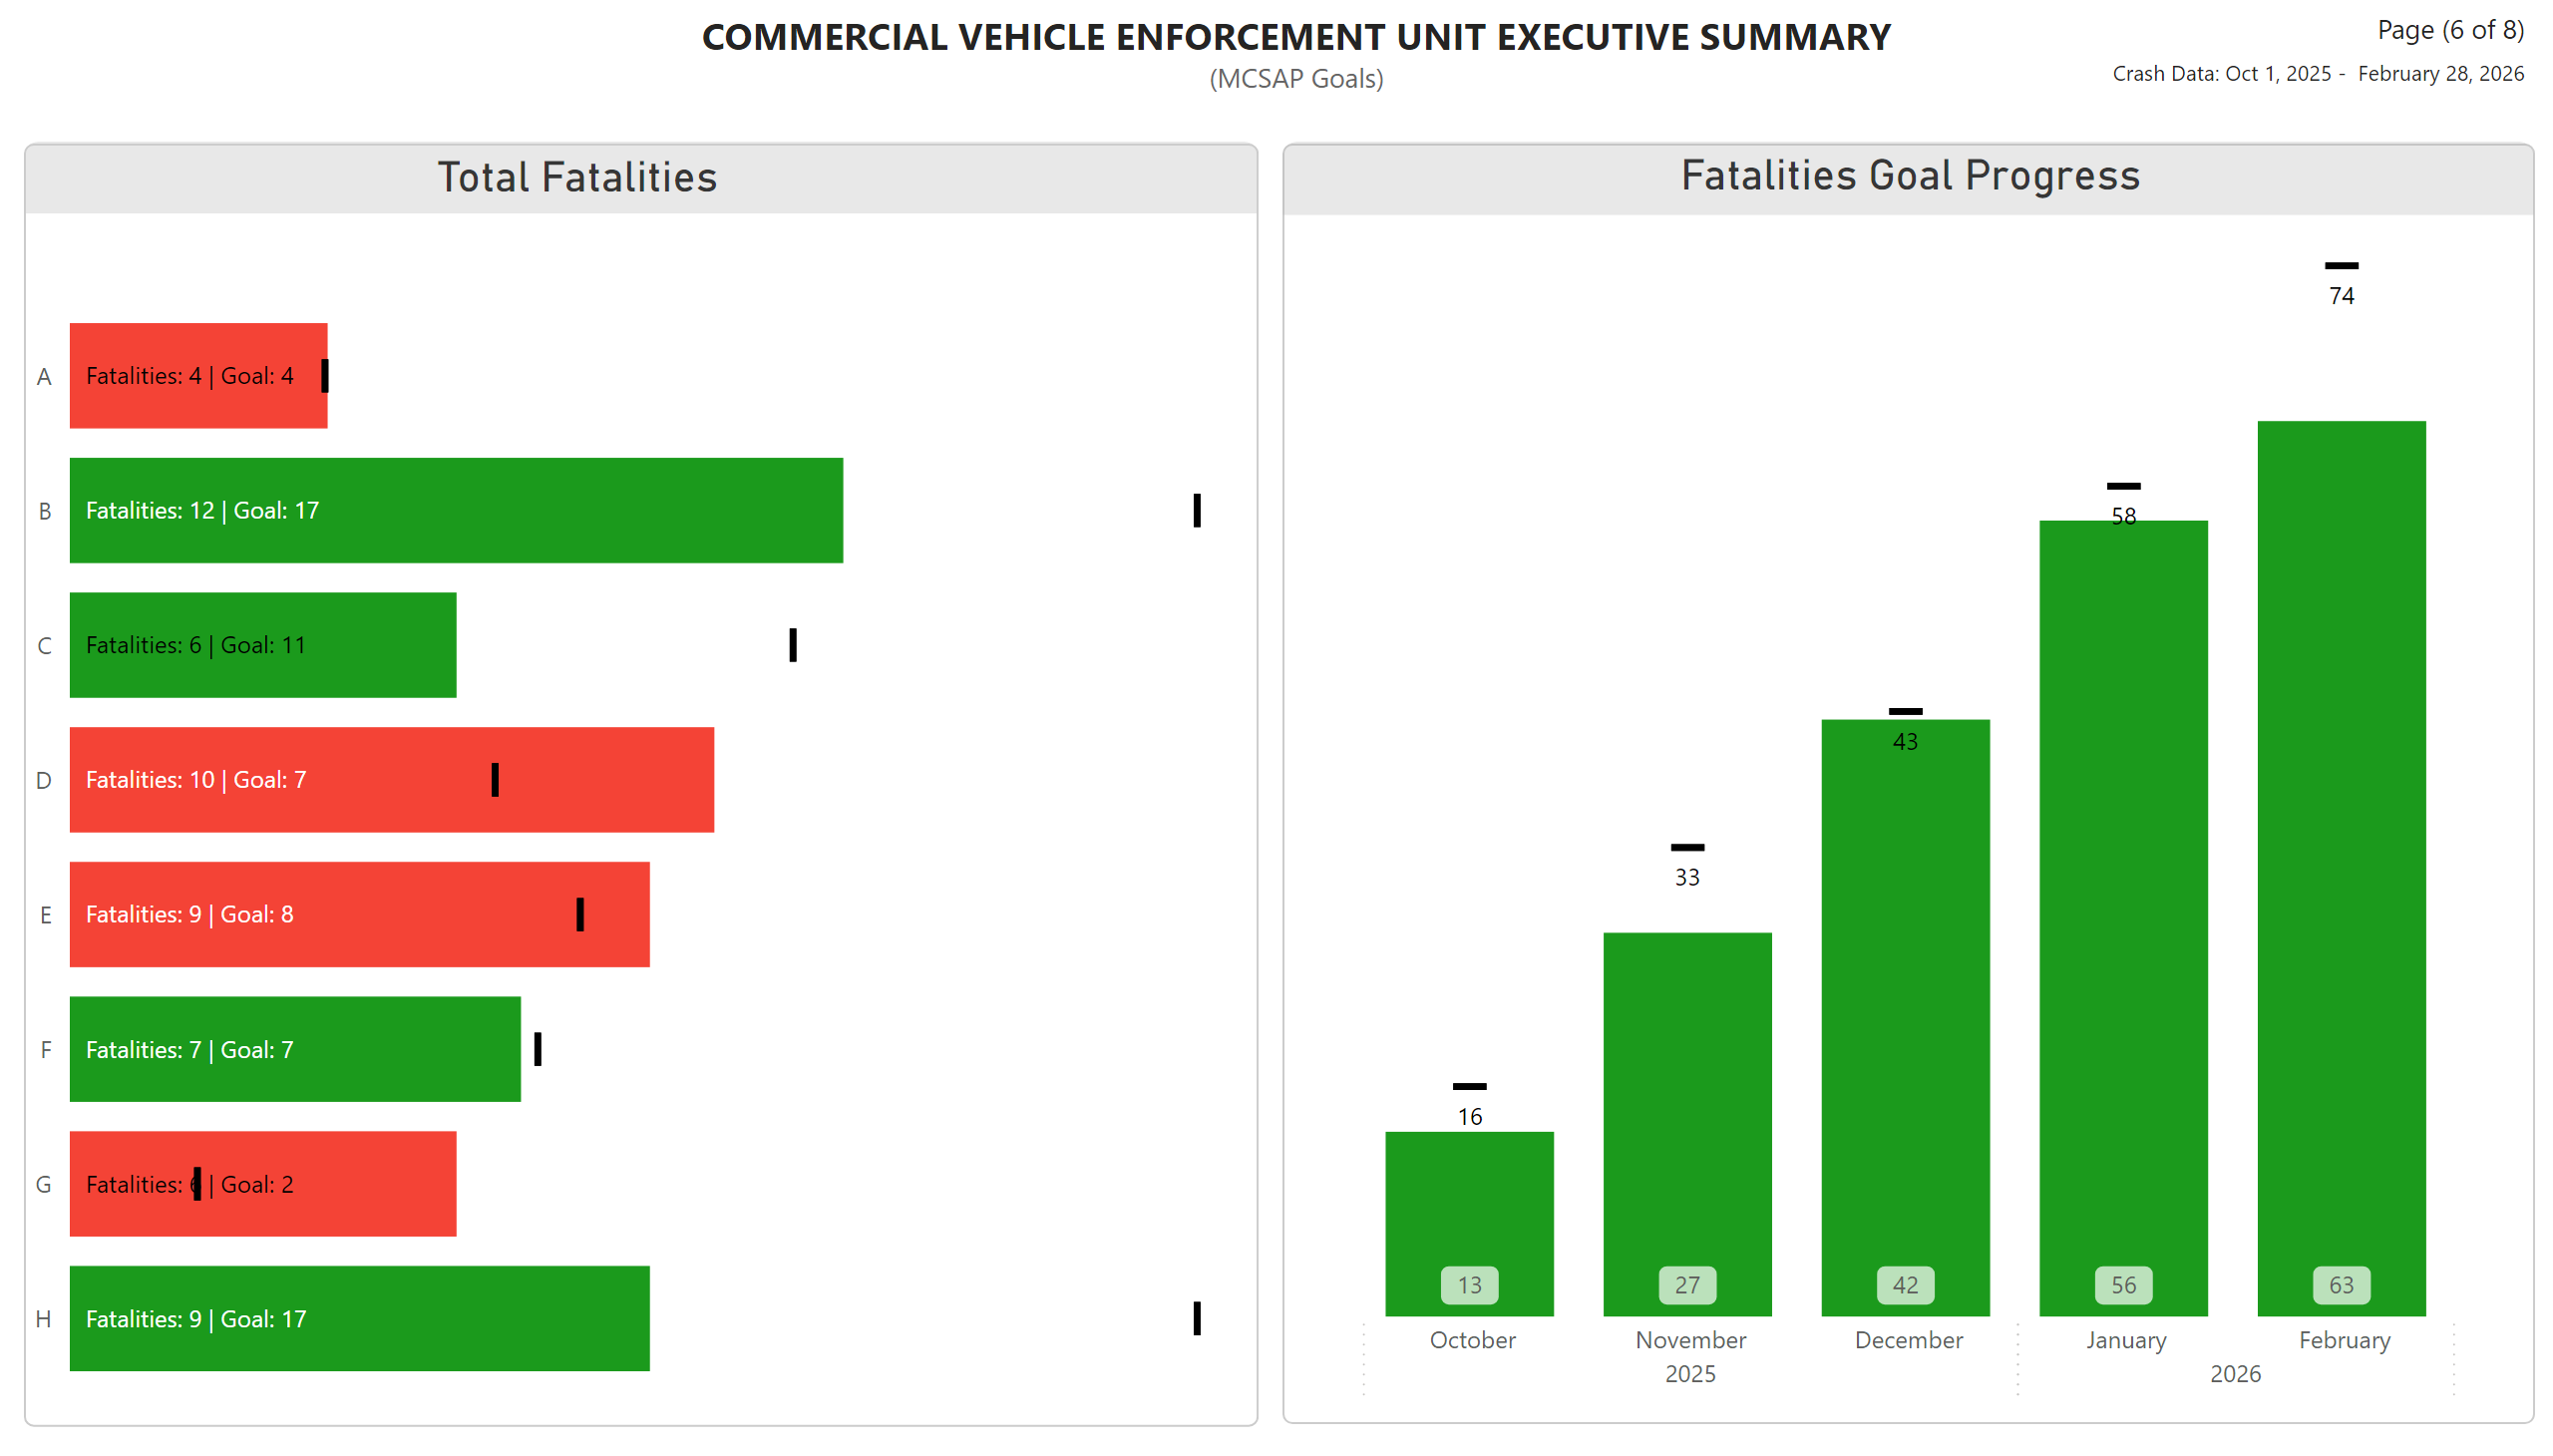 COMMERCIAL VEHICLE ENFORCEMENT UNIT EXECUTIVE SUMMARY
(MCSAP Goals)
Page (6 of 8)
Crash Data: Oct 1, 2025 - February 28, 2026
Total Fatalities
A
Fatalities: 4 | Goal: 4
B
Fatalities: 12 | Goal: 17
C
Fatalities: 6 | Goal: 11
D
Fatalities: 10 | Goal: 7
E
Fatalities: 9 | Goal: 8
F
Fatalities: 7 | Goal: 7
G
Fatalities: 6 | Goal: 2
H
Fatalities: 9 | Goal: 17
Fatalities Goal Progress
16
33
43
58
74
13
27
42
56
63
October
November
December
January
February
2025
2026